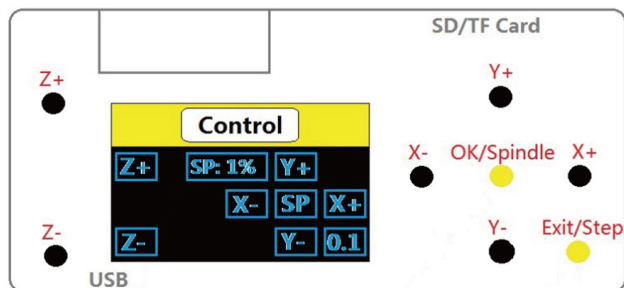 SD/TF Card
Z+
Y+
Control
Z+ SP: 1% Y+
X- OK/Spindle X+
X- SP X+
Z-
Y- Exit/Step
Z- Y- 0.1
USB